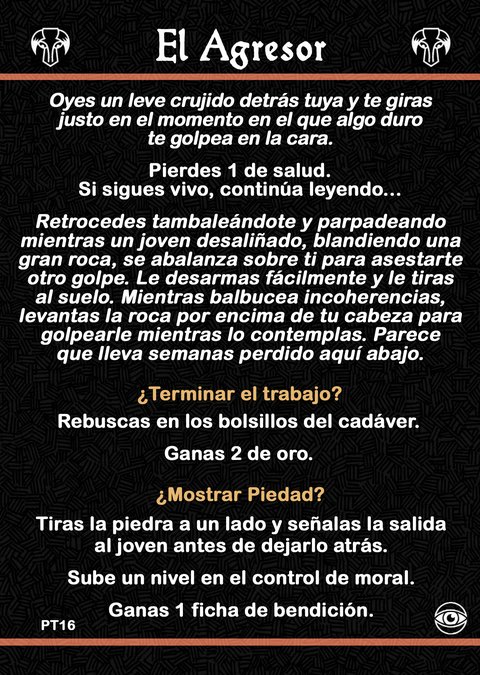 El Agresor
Oyes un leve crujido detrás tuya y te giras
justo en el momento en el que algo duro
te golpea en la cara.
Pierdes 1 de salud.
Si sigues vivo, continúa leyendo...
Retrocedes tambaleándote y parpadeando
mientras un joven desaliñado, blandiendo una
gran roca, se abalanza sobre ti para asestarte
otro golpe. Le desarmas fácilmente y le tiras
al suelo. Mientras balbucea incoherencias,
levantas la roca por encima de tu cabeza para
golpearle mientras lo contemplas. Parece
que lleva semanas perdido aquí abajo.
¿Terminar el trabajo?
Rebuscas en los bolsillos del cadáver.
Ganas 2 de oro.
¿Mostrar Piedad?
Tiras la piedra a un lado y señalas la salida
al joven antes de dejarlo atrás.
Sube un nivel en el control de moral.
Ganas 1 ficha de bendición.
PT16